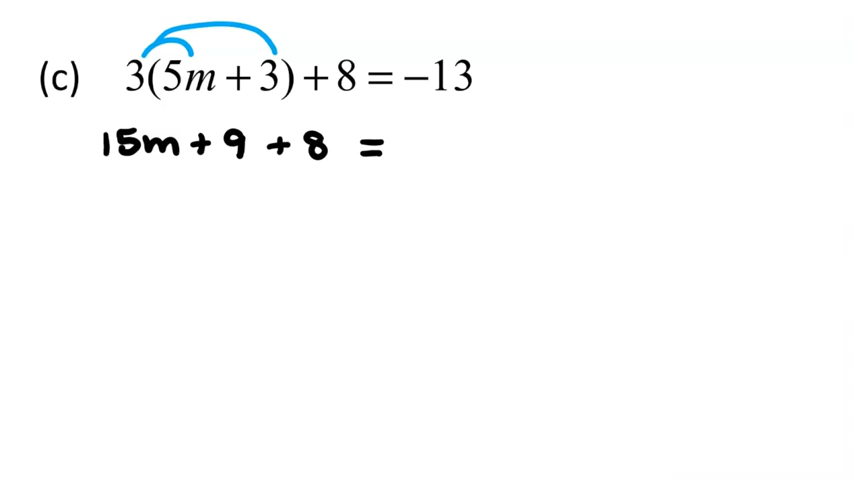 (c) 3(5m + 3) + 8 = −13
15m + 9 + 8 =